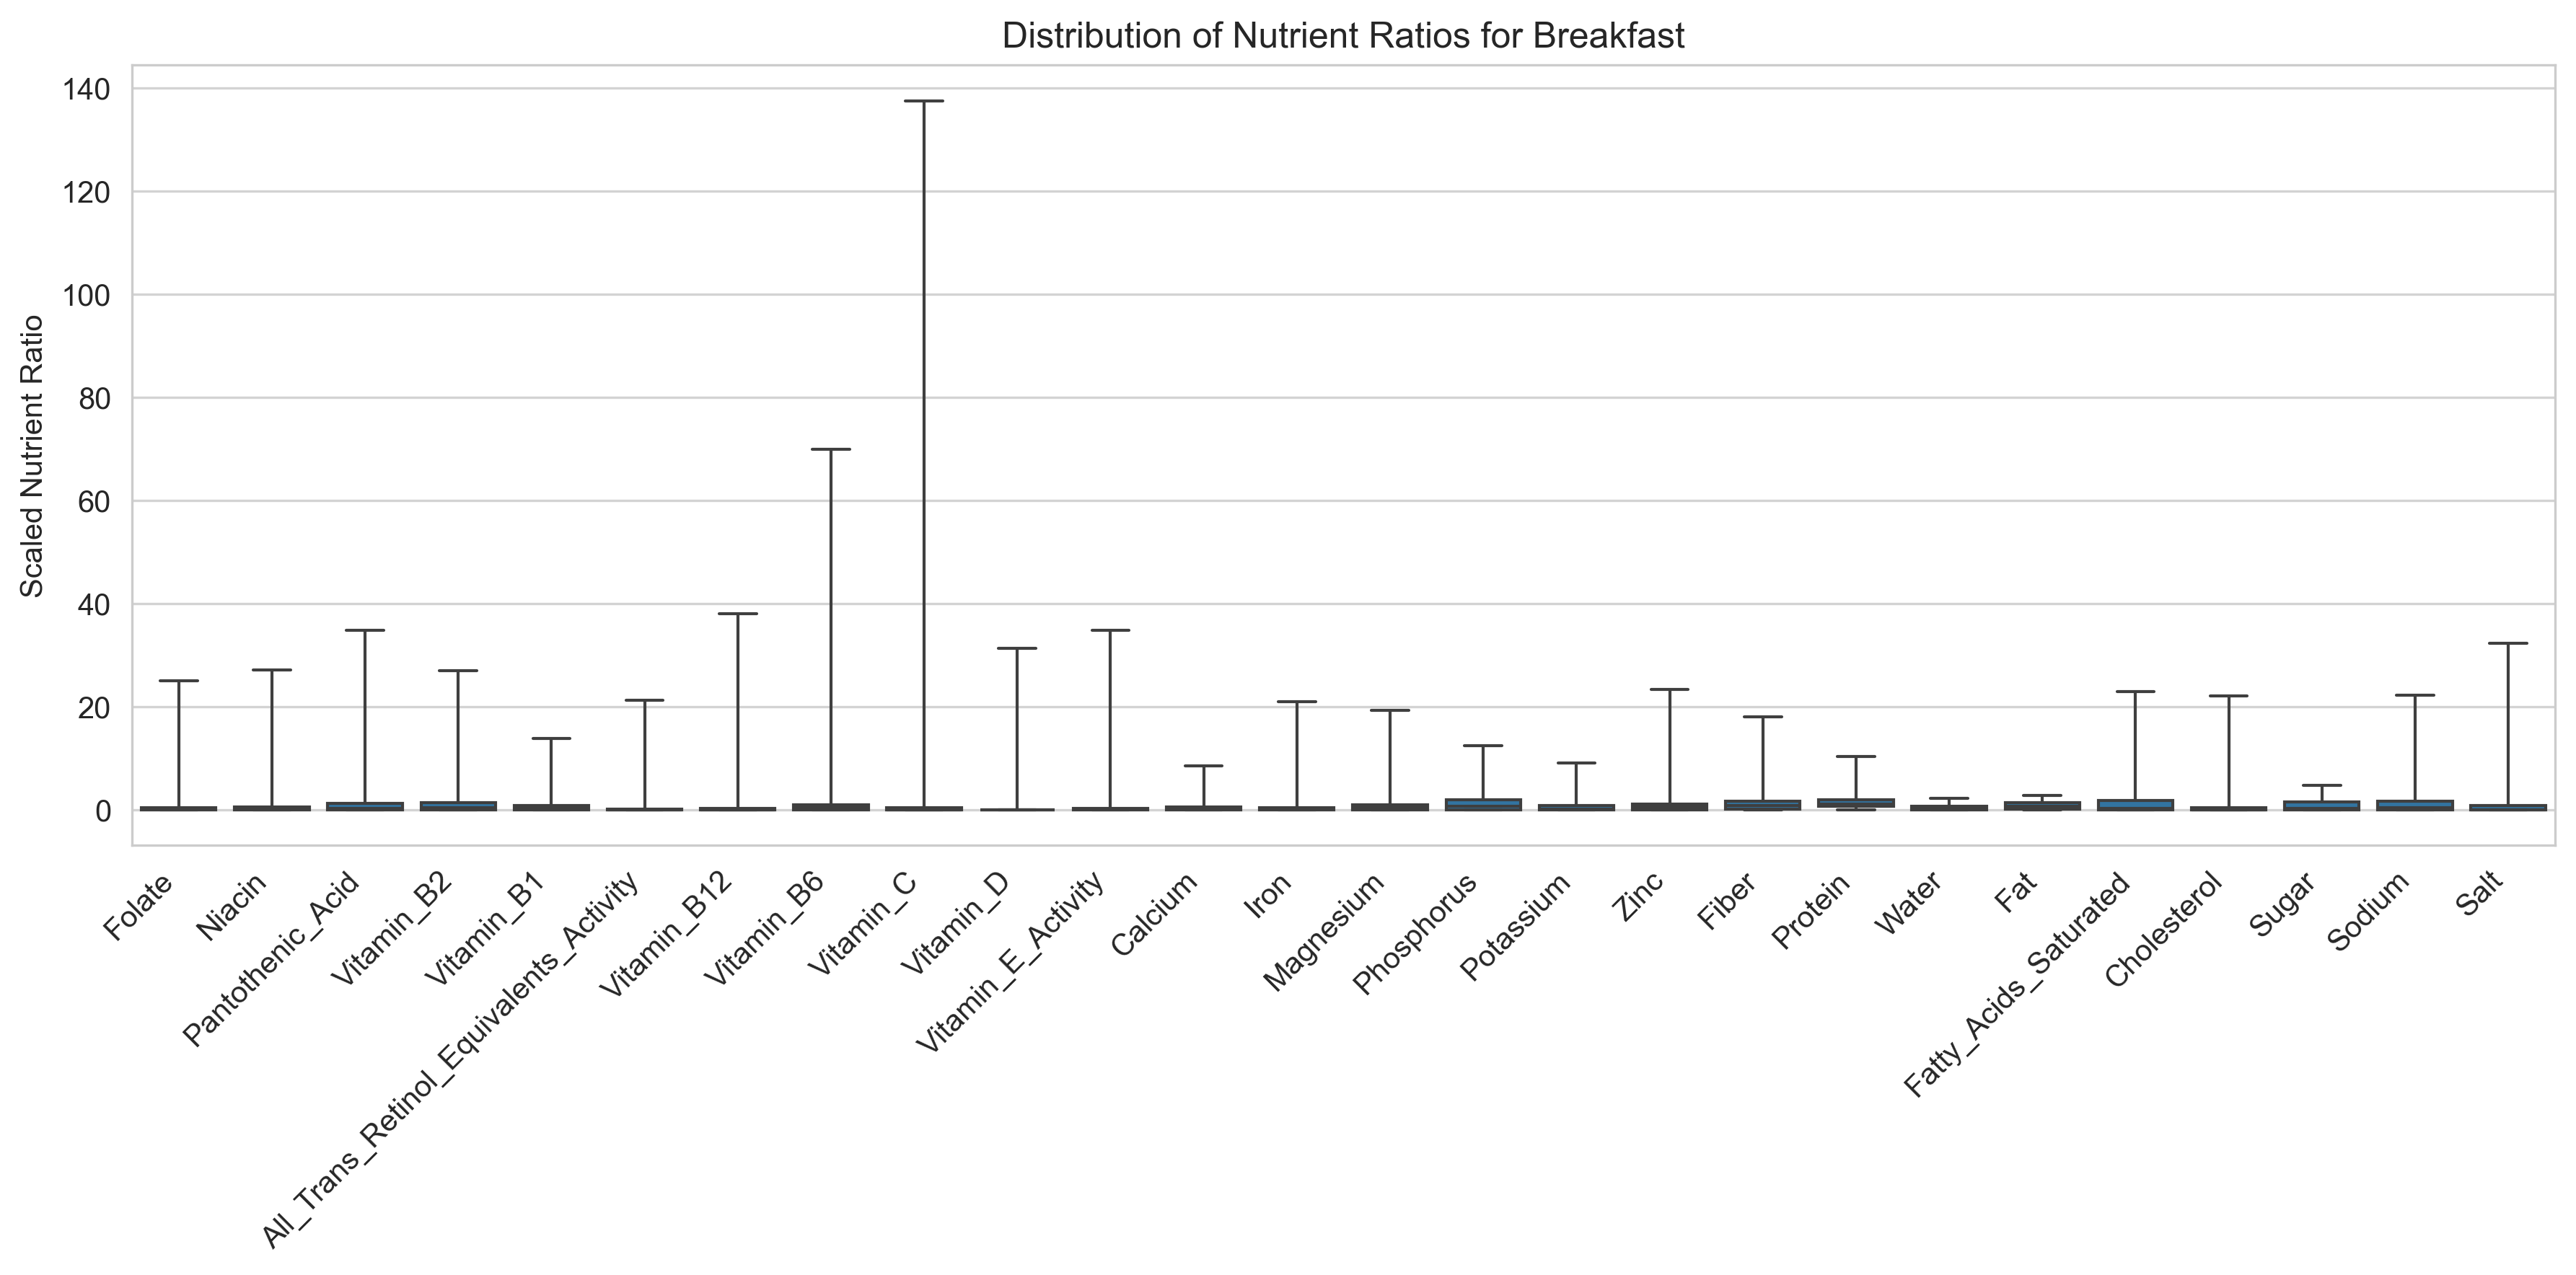 Distribution of Nutrient Ratios for Breakfast
Scaled Nutrient Ratio
140
120
100
80
60
40
20
0
Folate
Niacin
Pantothenic_Acid
Vitamin_B2
Vitamin_B1
All_Trans_Retinol_Equivalents_Activity
Vitamin_B12
Vitamin_B6
Vitamin_C
Vitamin_D
Vitamin_E_Activity
Calcium
Iron
Magnesium
Phosphorus
Potassium
Zinc
Fiber
Protein
Water
Fat
Fatty_Acids_Saturated
Cholesterol
Sugar
Sodium
Salt